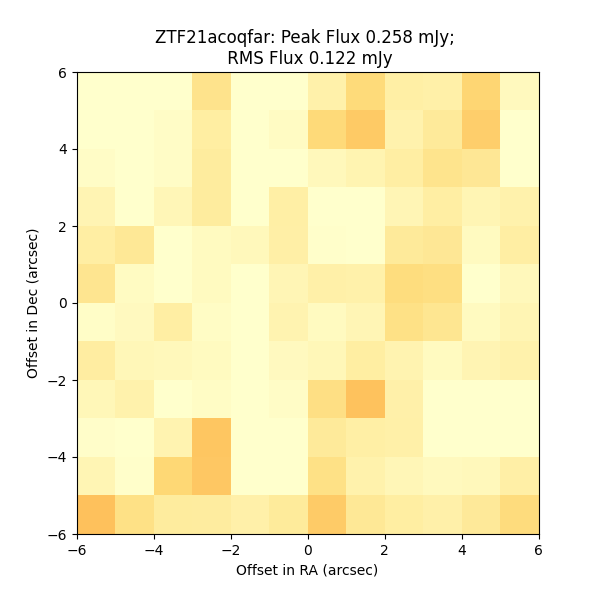 ZTF21acoqfar: Peak Flux 0.258 mJy;
RMS Flux 0.122 mJy
6
4
2
0
−2
−4
−6
Offset in Dec (arcsec)
−6 −4 −2 0 2 4 6
Offset in RA (arcsec)